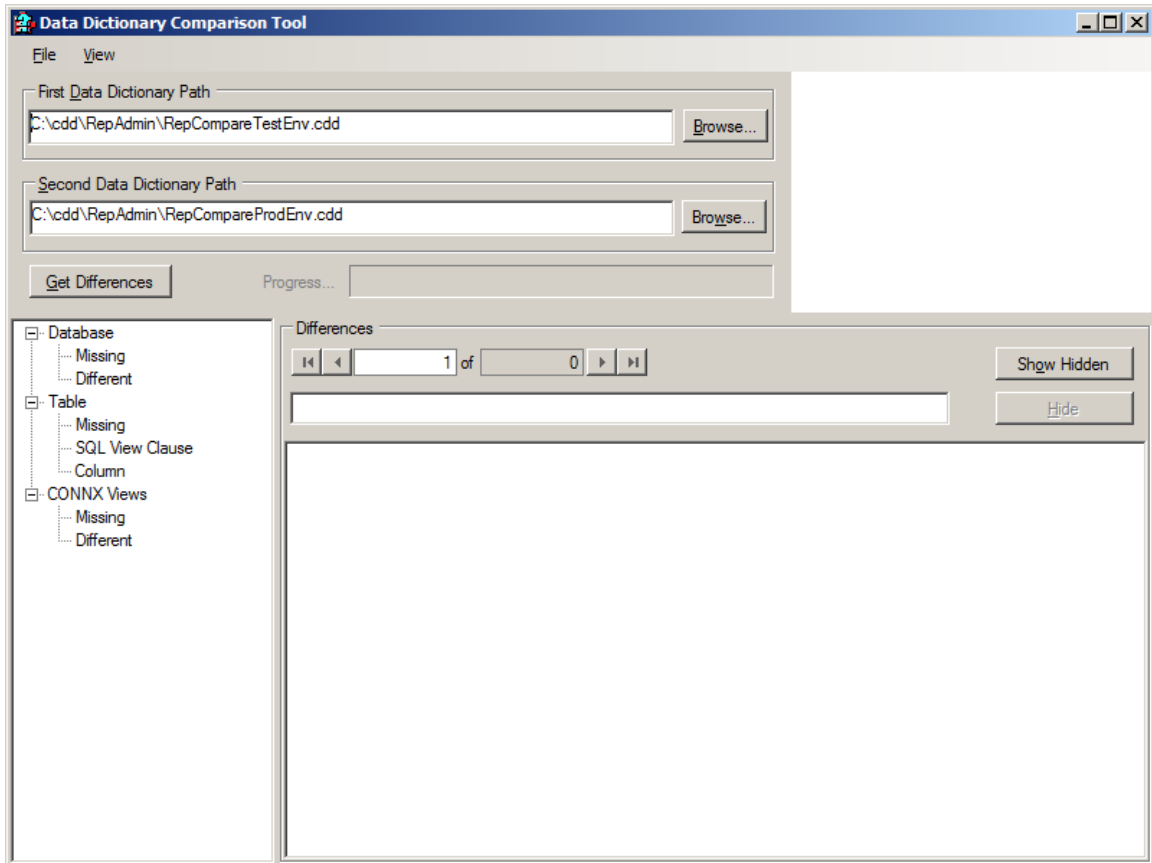 Data Dictionary Comparison Tool
File View
First Data Dictionary Path
C:\cdd\RepAdmin\RepCompareTestEnv.cdd
Browse...
Second Data Dictionary Path
C:\cdd\RepAdmin\RepCompareProdEnv.cdd
Browse...
Get Differences
Progress...
Database
Missing
Different
Table
Missing
SQL View Clause
Column
CONNX Views
Missing
Different
Differences
1 of 0
Show Hidden
Hide